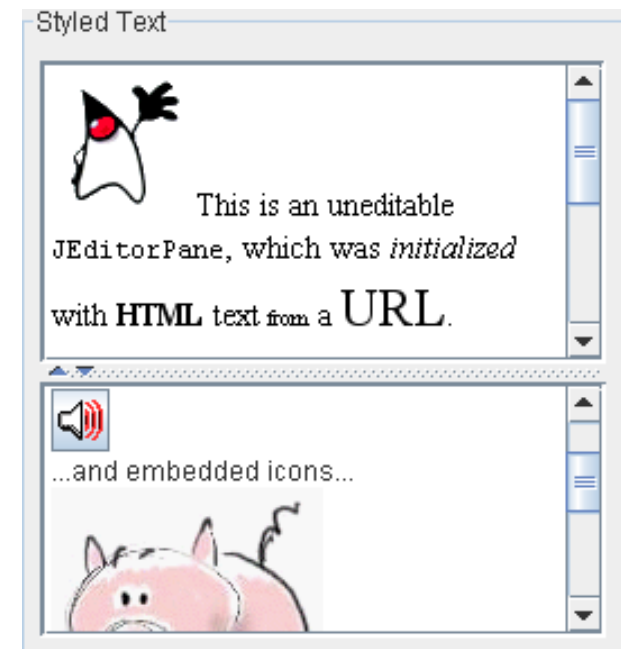 Styled Text
This is an uneditable
JEditorPane, which was initialized
with HTML text from a URL.
...and embedded icons...